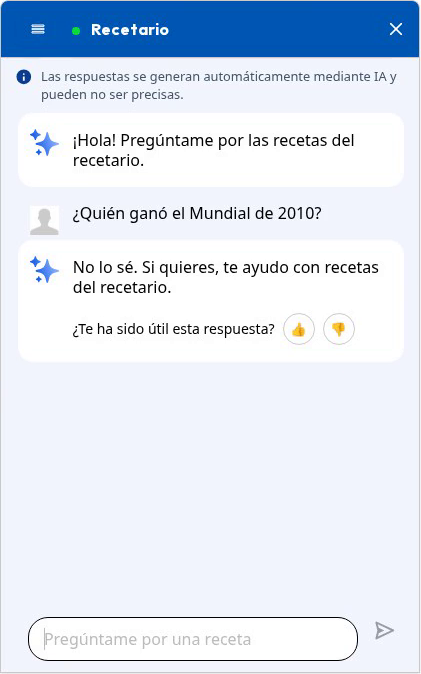 Recetario
Las respuestas se generan automáticamente mediante IA y
pueden no ser precisas.
¡Hola! Pregúntame por las recetas del
recetario.
¿Quién ganó el Mundial de 2010?
No lo sé. Si quieres, te ayudo con recetas
del recetario.
¿Te ha sido útil esta respuesta?
Pregúntame por una receta